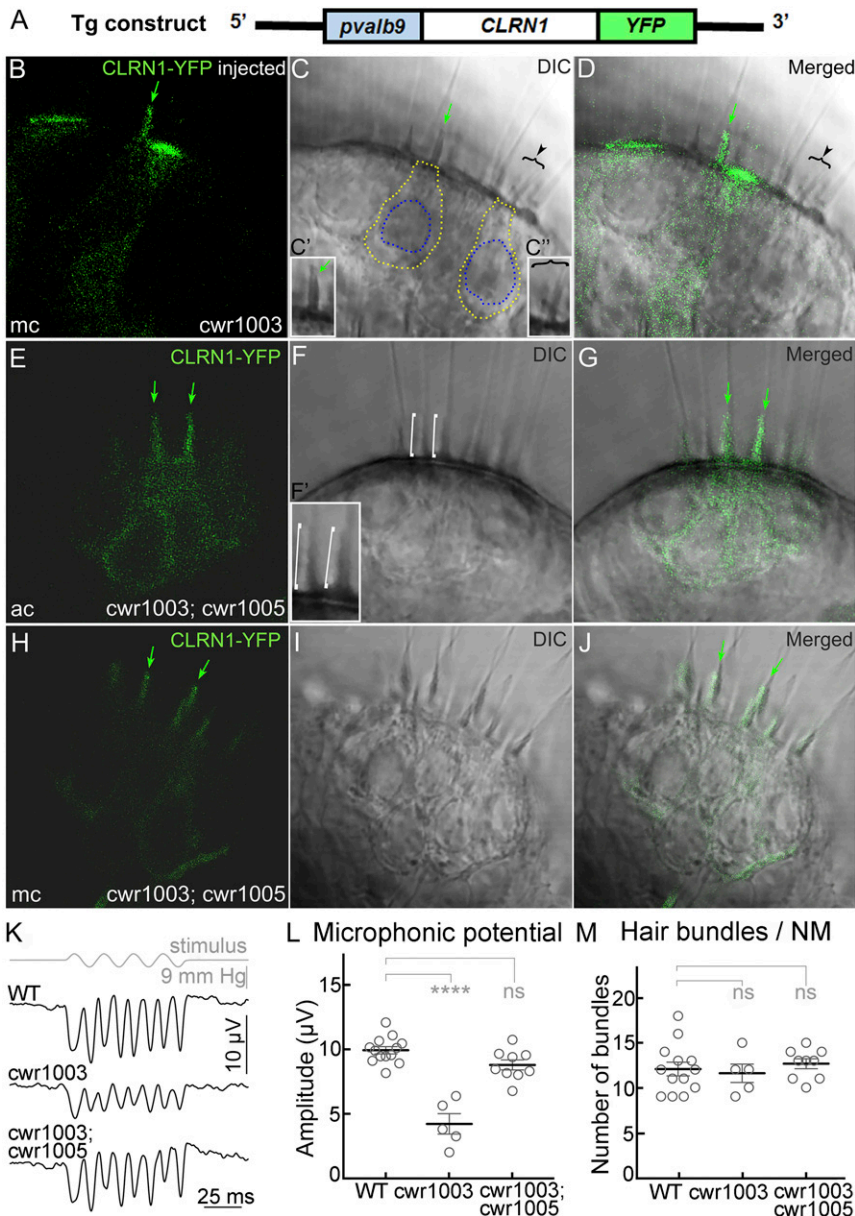 A Tg construct 5’ pvalb9 CLRN1 YFP 3’
B CLRN1-YFP injected
mc cwr1003
C DIC
C’ C’’
D Merged
E CLRN1-YFP
ac cwr1003; cwr1005
F DIC
F’
G Merged
H CLRN1-YFP
mc cwr1003; cwr1005
I DIC
J Merged
K
stimulus
9 mm Hg
WT
10 µV
cwr1003
cwr1003;
cwr1005
25 ms
L Microphonic potential
Amplitude (µV)
15
10
5
0
****
ns
WT cwr1003 cwr1003;
cwr1005
M Hair bundles / NM
Number of bundles
20
15
10
5
0
ns
ns
WT cwr1003 cwr1003
cwr1005